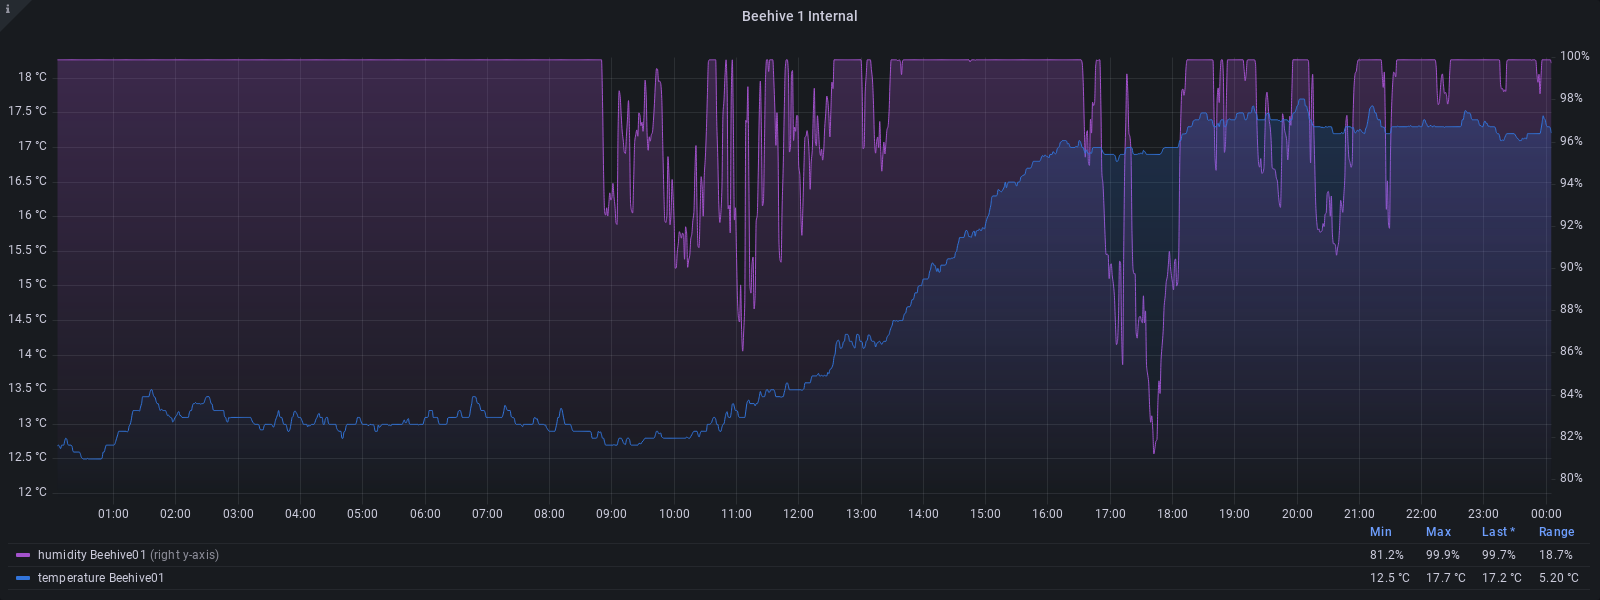 i
Beehive 1 Internal
18 °C
17.5 °C
17 °C
16.5 °C
16 °C
15.5 °C
15 °C
14.5 °C
14 °C
13.5 °C
13 °C
12.5 °C
12 °C
100%
98%
96%
94%
92%
90%
88%
86%
84%
82%
80%
01:00 02:00 03:00 04:00 05:00 06:00 07:00 08:00 09:00 10:00 11:00 12:00 13:00 14:00 15:00 16:00 17:00 18:00 19:00 20:00 21:00 22:00 23:00 00:00
Min Max Last * Range
humidity Beehive01 (right y-axis) 81.2% 99.9% 99.7% 18.7%
temperature Beehive01 12.5 °C 17.7 °C 17.2 °C 5.20 °C